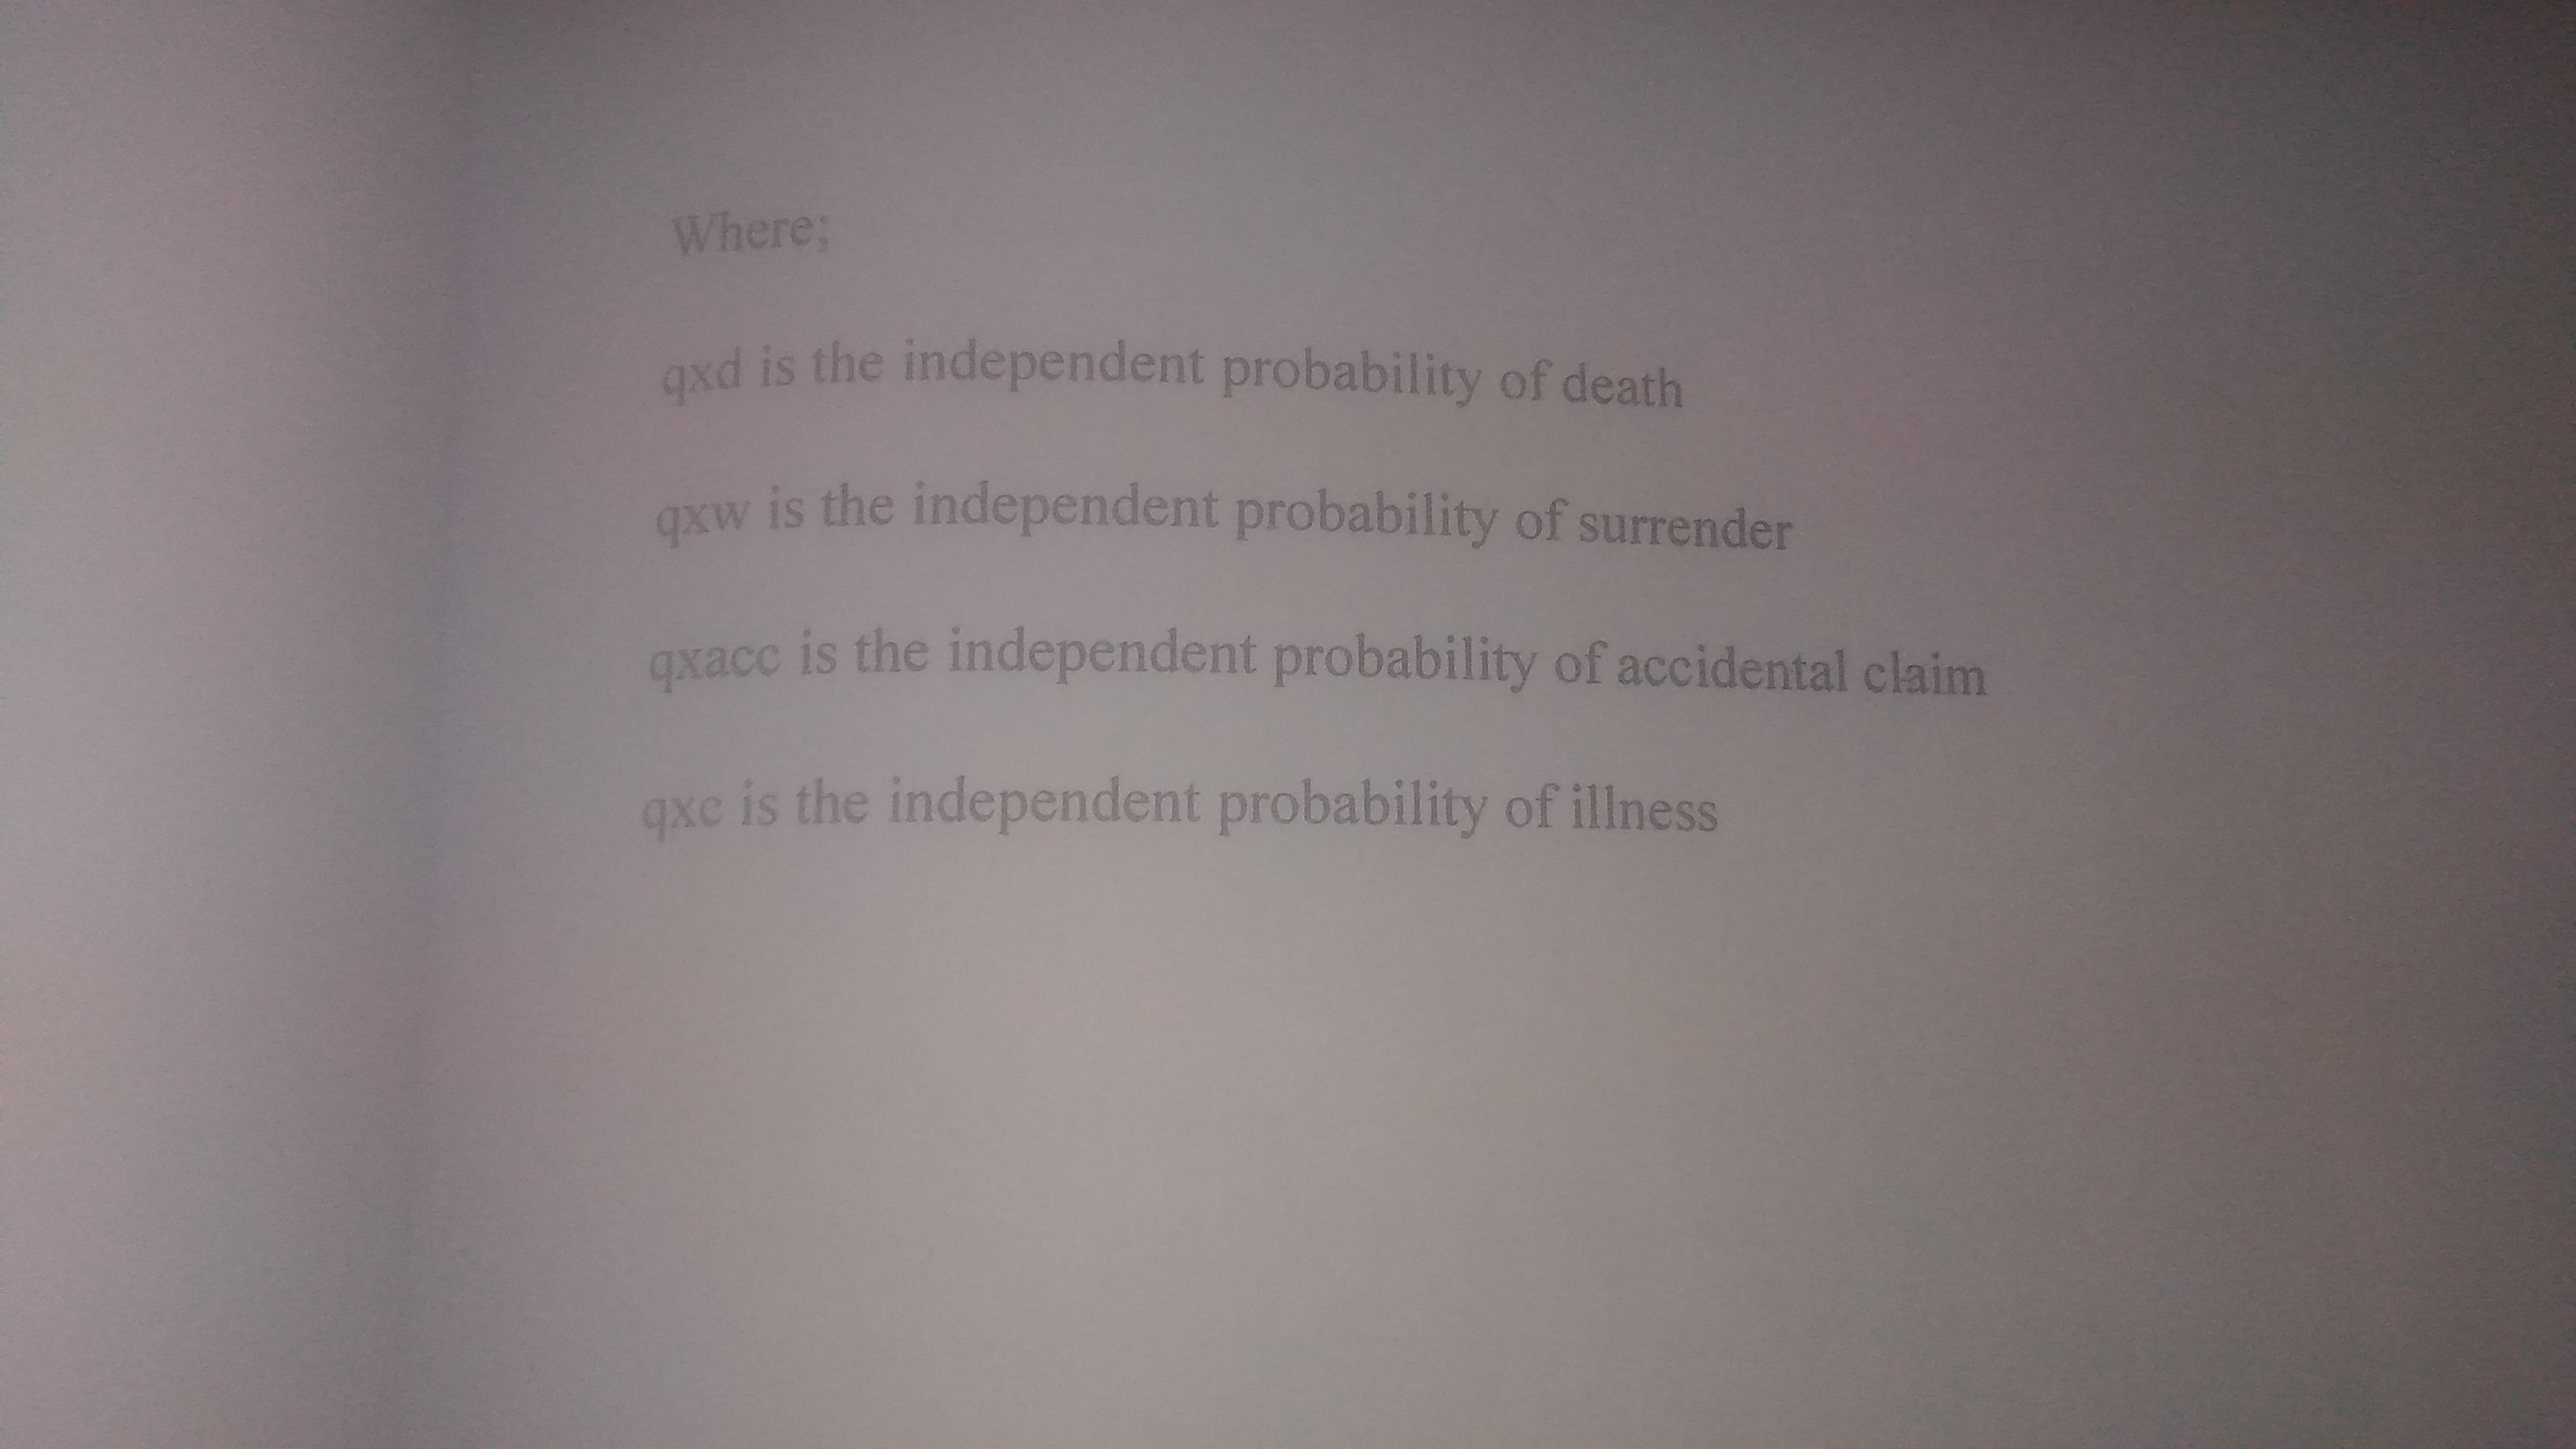 Where;
qxd is the independent probability of death
qxw is the independent probability of surrender
qxacc is the independent probability of accidental claim
qxc is the independent probability of illness